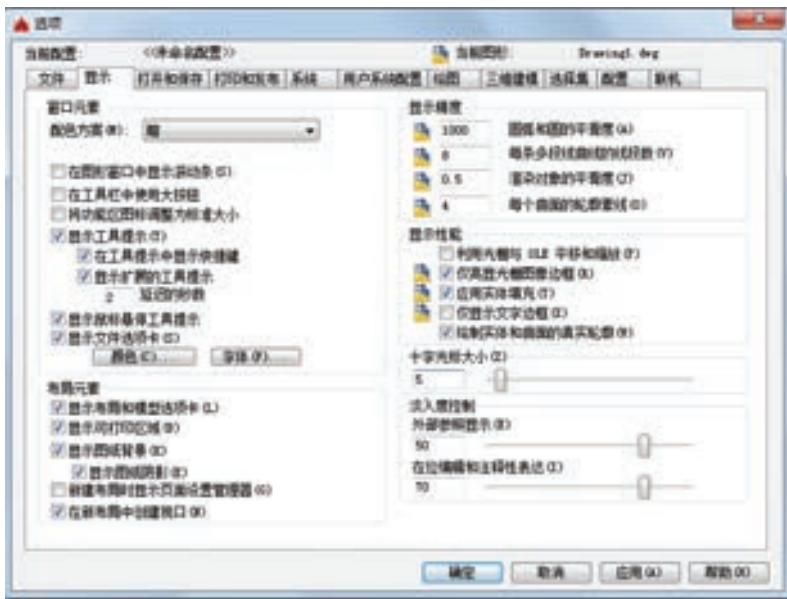 选项
当前配置: <<未命名配置>> 当前图形: Drawing1.dwg
文件 显示 打开和保存 打印和发布 系统 用户系统配置 绘图 三维建模 选择集 配置 联机
窗口元素
配色方案(M): 暗
在图形窗口中显示滚动条(S)
在工具栏中使用大按钮
将功能区图标调整为标准大小
显示工具提示(T)
在工具提示中显示快捷键
显示扩展的工具提示
2 延迟的秒数
显示鼠标悬停工具提示
显示文件选项卡(S)
颜色(C)... 字体(F)...
布局元素
显示布局和模型选项卡(L)
显示可打印区域(B)
显示图纸背景(K)
显示图纸阴影(E)
新建布局时显示页面设置管理器(G)
在新布局中创建视口(N)
显示精度
1000 圆弧和圆的平滑度(A)
8 每条多段线曲线的线段数(V)
0.5 渲染对象的平滑度(J)
4 每个曲面的轮廓素线(O)
显示性能
利用光栅与 OLE 平移和缩放(P)
仅亮显光栅图像边框(R)
应用实体填充(Y)
仅显示文字边框(X)
绘制实体和曲面的真实轮廓(W)
十字光标大小(Z)
5
淡入度控制
外部参照显示(E)
50
在位编辑和注释性表达(I)
70
确定 取消 应用(A) 帮助(H)